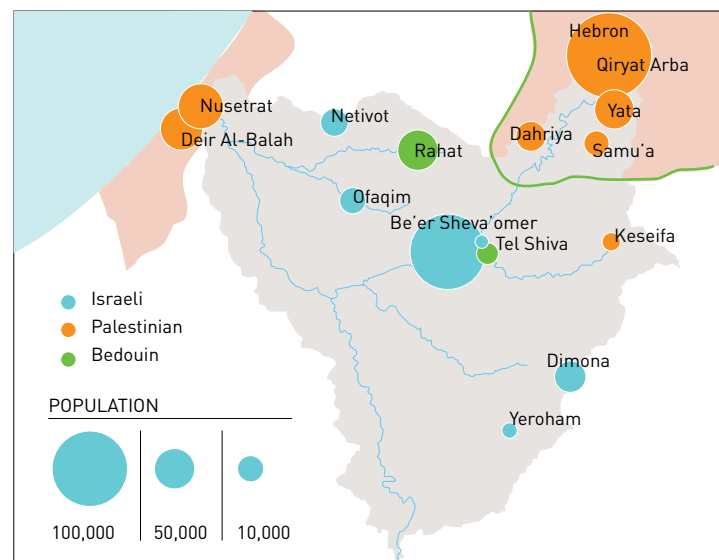 Hebron
Qiryat Arba
Nusetrat
Netivot
Yata
Deir Al-Balah
Dahriya
Rahat
Samu'a
Ofaqim
Be'er Sheva'omer
Tel Shiva
Keseifa
Israeli
Palestinian
Bedouin
Dimona
POPULATION
Yeroham
100,000
50,000
10,000